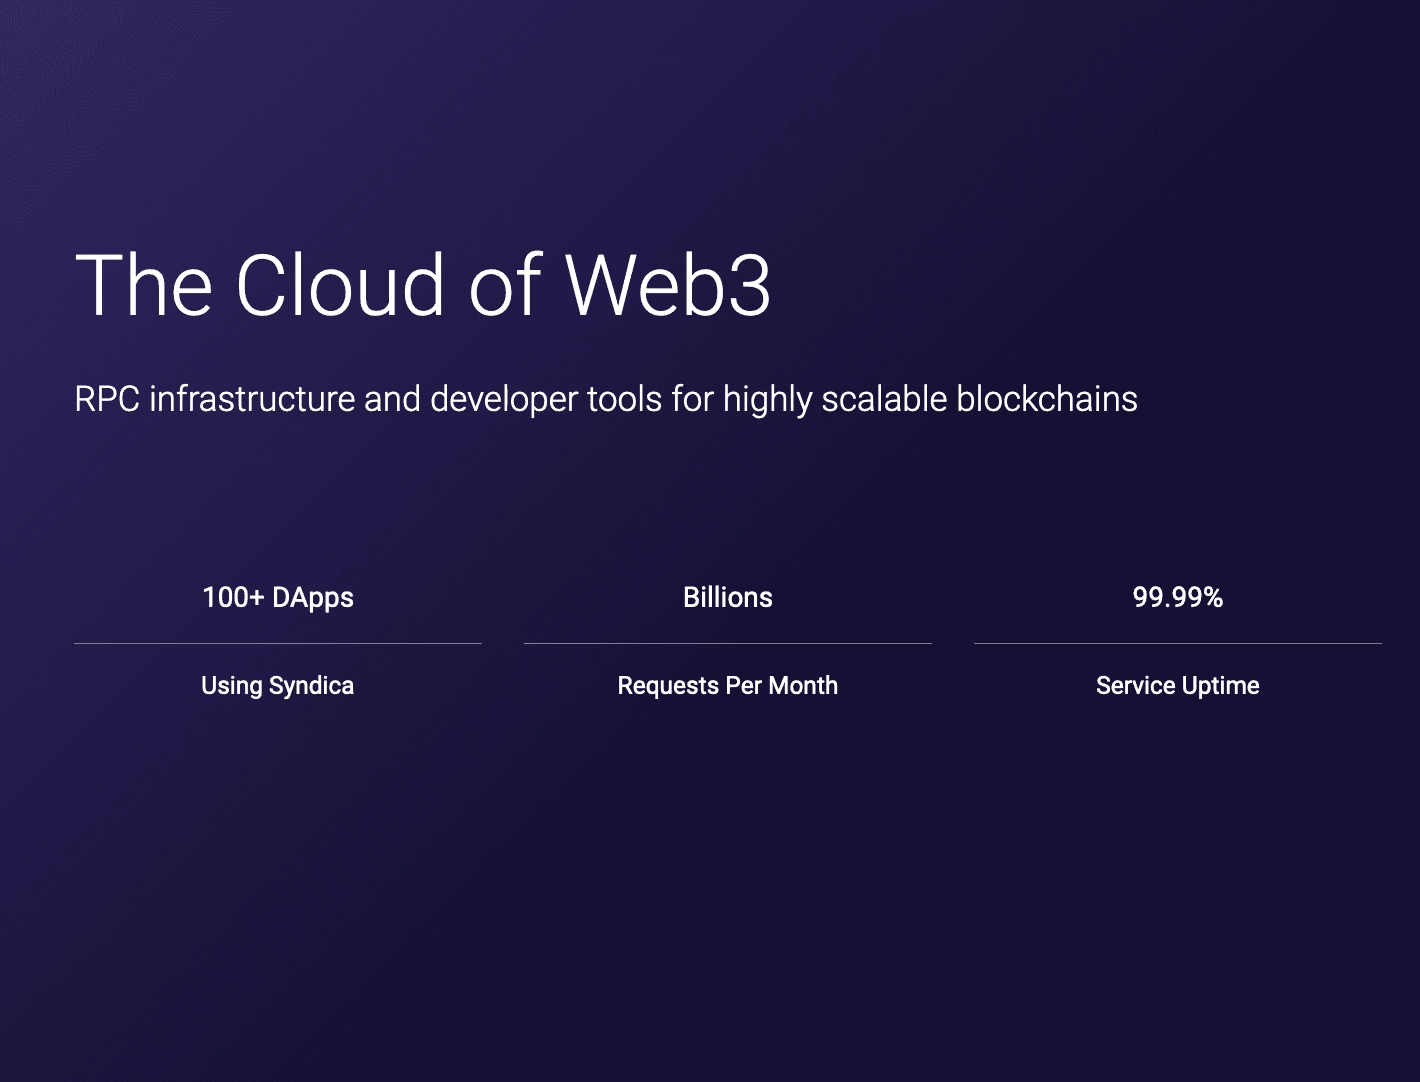 The Cloud of Web3
RPC infrastructure and developer tools for highly scalable blockchains
100+ DApps
Using Syndica
Billions
Requests Per Month
99.99%
Service Uptime